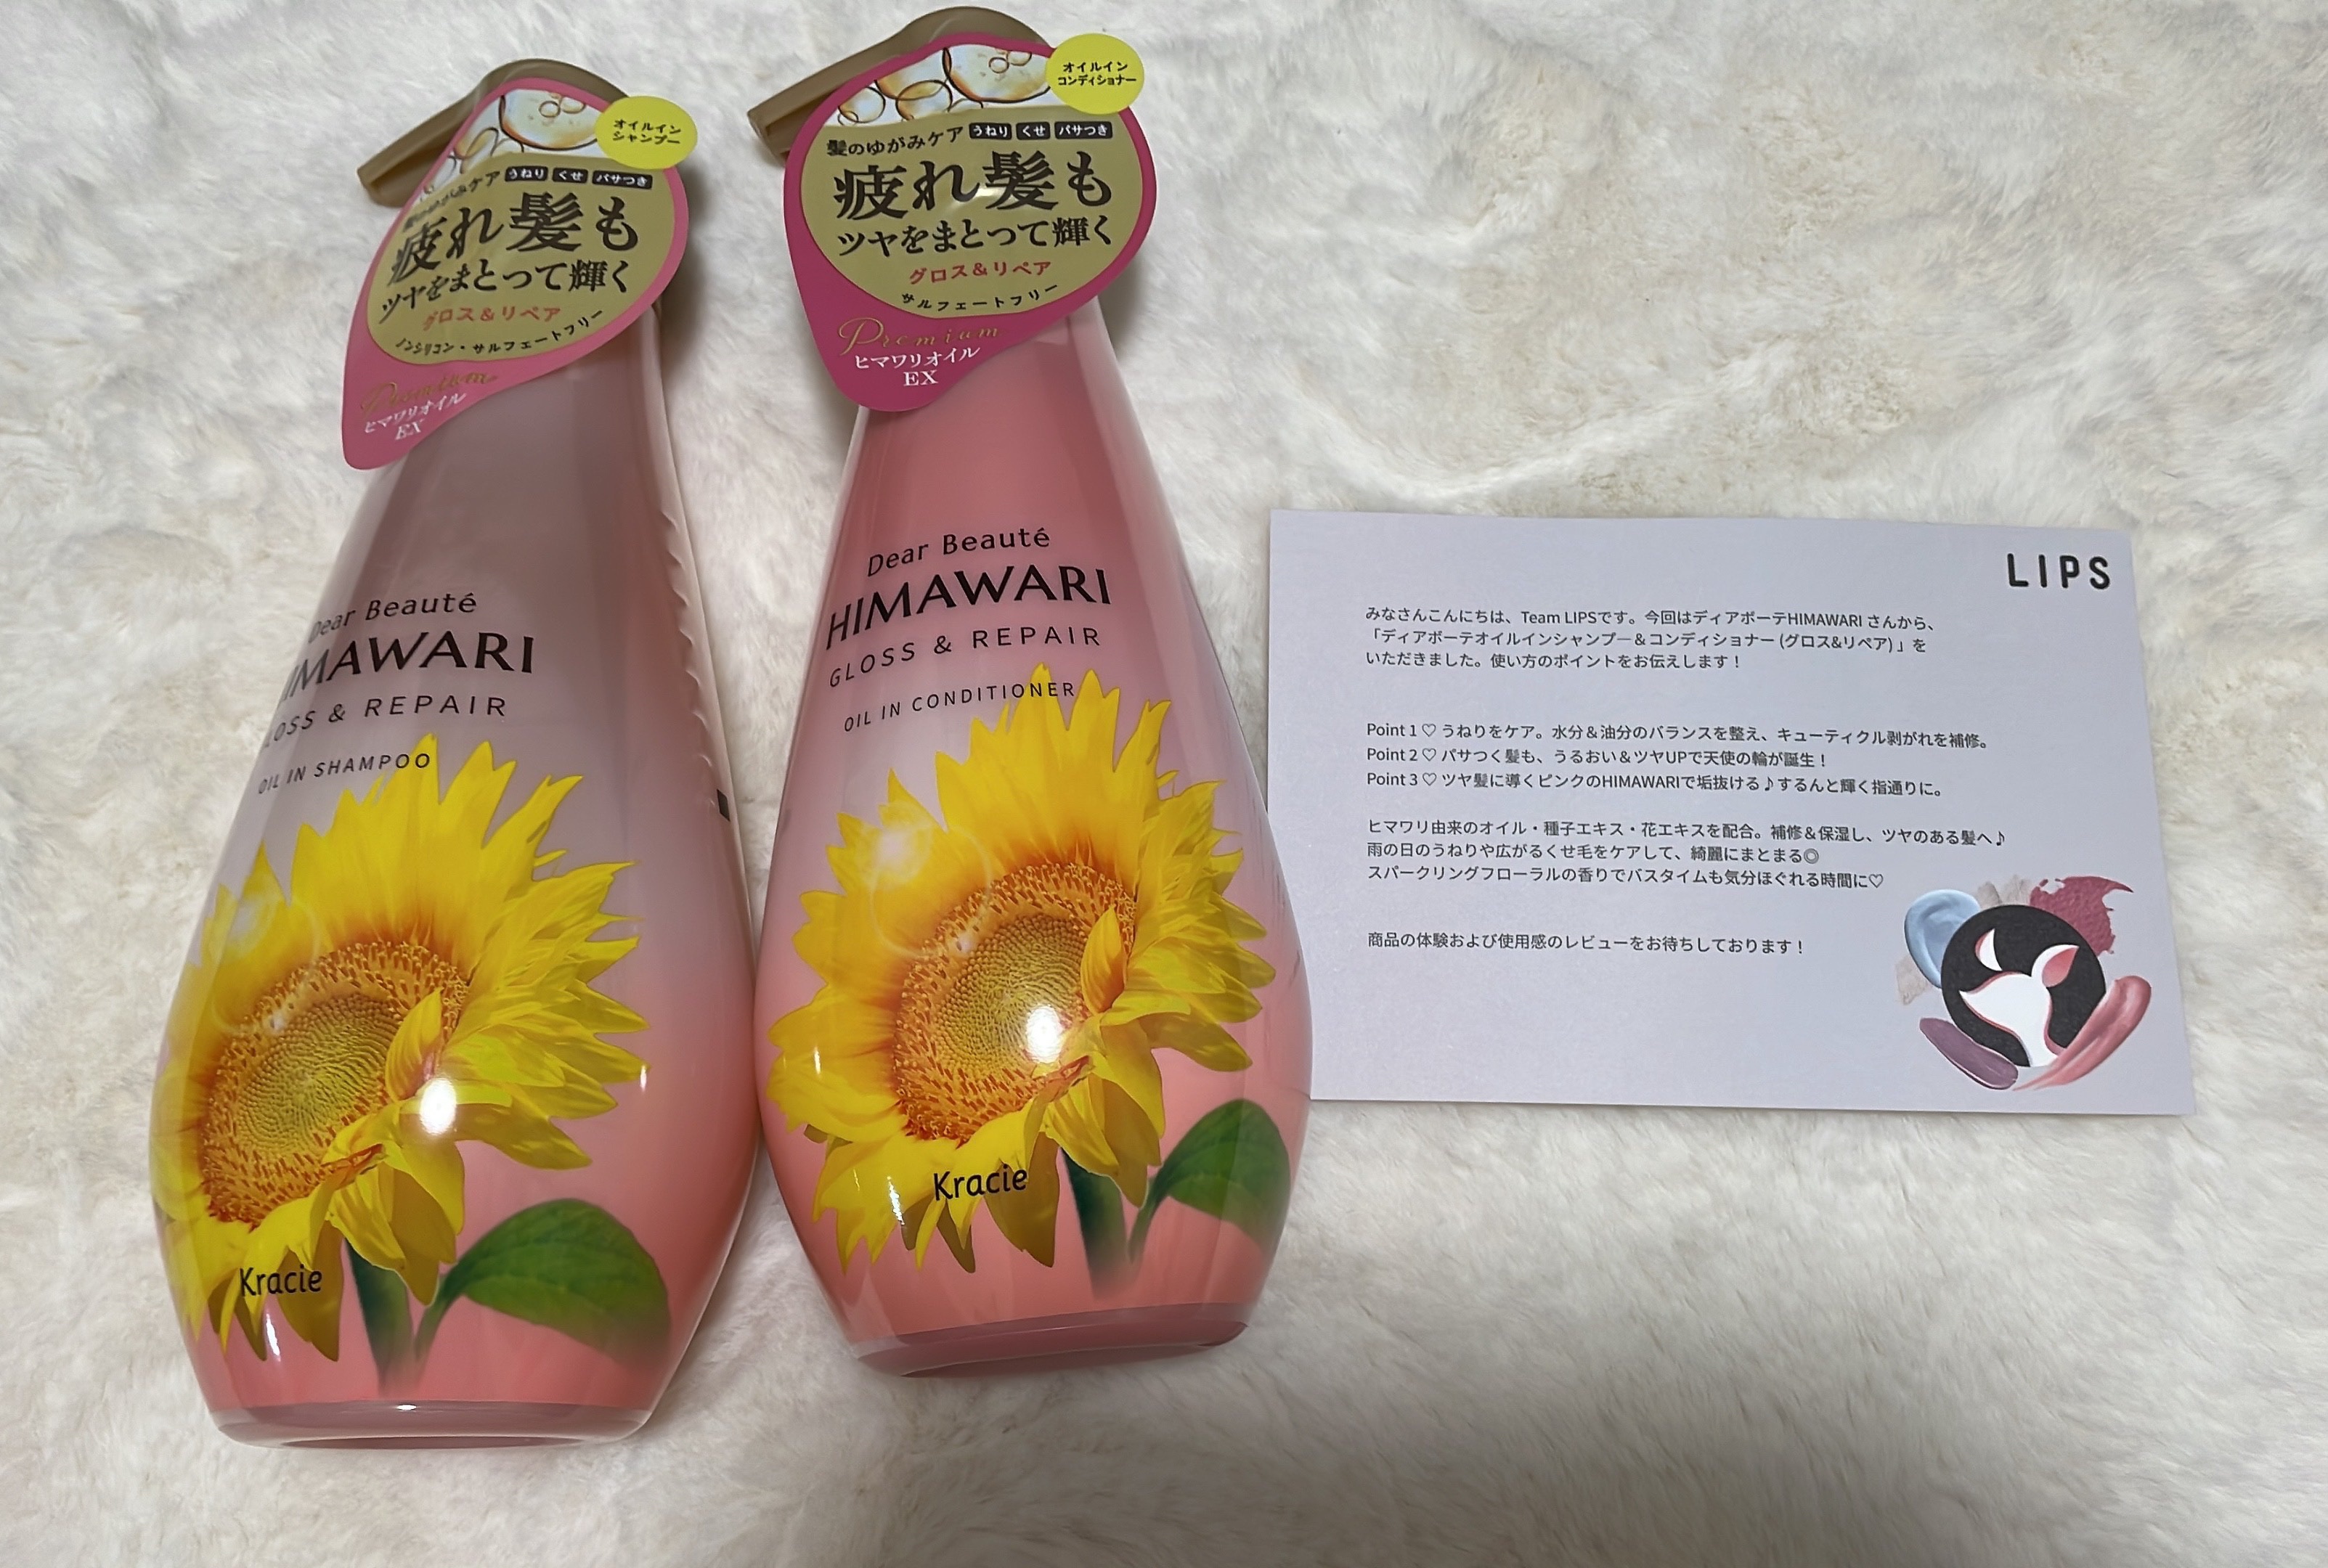 オイルイン
シャンプー
髪のゆがみケア うねり くせ パサつき
疲れ髪も
ツヤをまとって輝く
グロス&リペア
ノンシリコン・サルフェートフリー
Premium
ヒマワリオイル
EX
Dear Beauté
HIMAWARI
GLOSS & REPAIR
OIL IN SHAMPOO
Kracie
オイルイン
コンディショナー
髪のゆがみケア うねり くせ パサつき
疲れ髪も
ツヤをまとって輝く
グロス&リペア
サルフェートフリー
Premium
ヒマワリオイル
EX
Dear Beauté
HIMAWARI
GLOSS & REPAIR
OIL IN CONDITIONER
Kracie
LIPS
みなさんこんにちは、Team LIPSです。今回はディアボーテHIMAWARI さんから、
「ディアボーテオイルインシャンプ―＆コンディショナー (グロス&リペア) 」を
いただきました。使い方のポイントをお伝えします！
Point 1 ♡ うねりをケア。水分＆油分のバランスを整え、キューティクル剥がれを補修。
Point 2 ♡ パサつく髪も、うるおい＆ツヤUPで天使の輪が誕生！
Point 3 ♡ ツヤ髪に導くピンクのHIMAWARIで垢抜ける♪するんと輝く指通りに。
ヒマワリ由来のオイル・種子エキス・花エキスを配合。補修＆保湿し、ツヤのある髪へ♪
雨の日のうねりや広がるくせ毛をケアして、綺麗にまとまる◎
スパークリングフローラルの香りでバスタイムも気分ほぐれる時間に♡
商品の体験および使用感のレビューをお待ちしております！